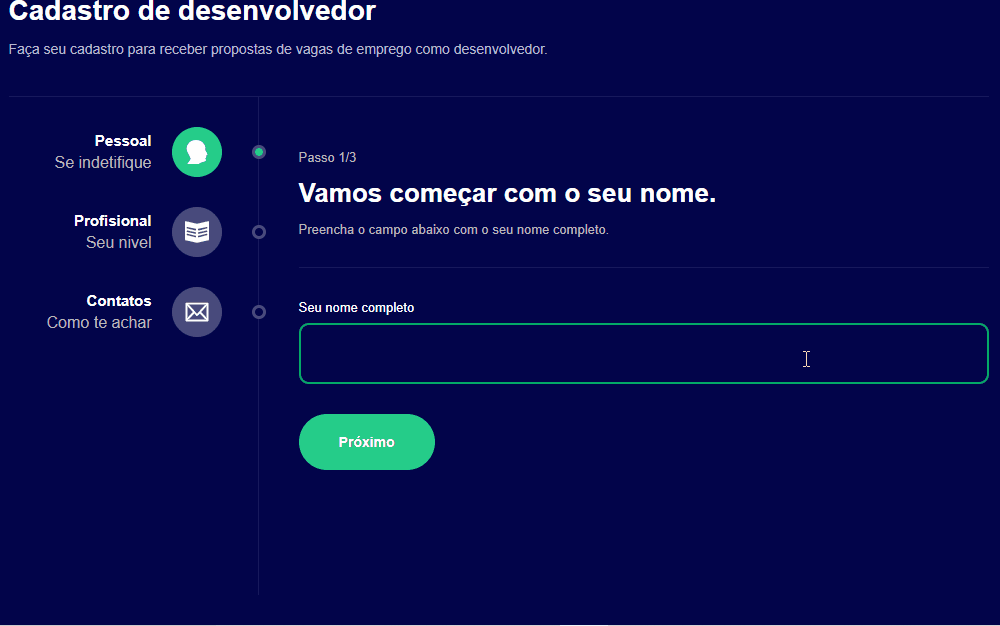 Cadastro de desenvolvedor
Faça seu cadastro para receber propostas de vagas de emprego como desenvolvedor.
Pessoal
Se indetifique
Profisional
Seu nivel
Contatos
Como te achar
Passo 1/3
Vamos começar com o seu nome.
Preencha o campo abaixo com o seu nome completo.
Seu nome completo
Próximo